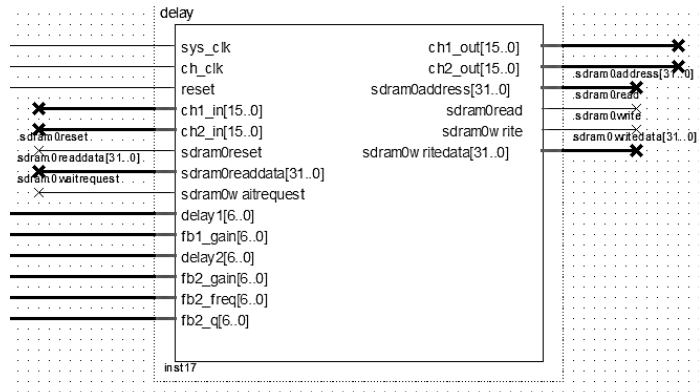 delay
sys_clk
ch_clk
reset
ch1_in[15..0]
ch2_in[15..0]
sdram0reset
sdram0readdata[31..0]
sdram0waitrequest
delay1[6..0]
fb1_gain[6..0]
delay2[6..0]
fb2_gain[6..0]
fb2_freq[6..0]
fb2_q[6..0]
ch1_out[15..0]
ch2_out[15..0]
sdram0address[31..0]
sdram0read
sdram0write
sdram0writedata[31..0]
sdram0reset
sdram0readdata[31..0]
sdram0waitrequest
sdram0address[31..0]
sdram0read
sdram0write
sdram0writedata[31..0]
inst17